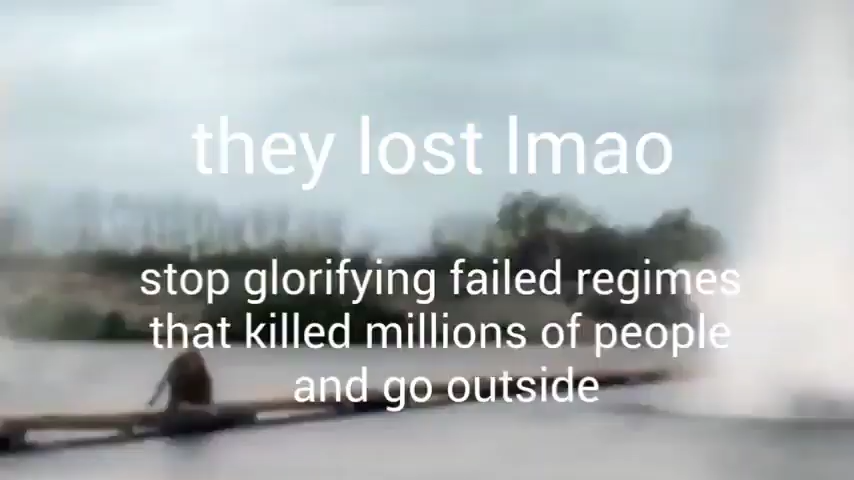 they lost lmao
stop glorifying failed regimes
that killed millions of people
and go outside